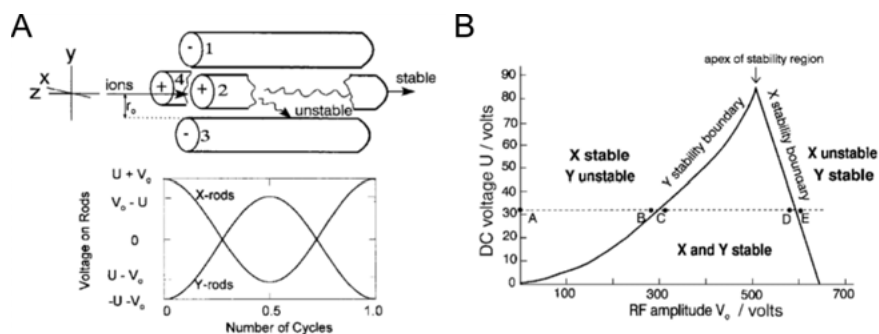 A
y
x
z
ions
r₀
- 1
+ 4
+ 2
- 3
unstable
stable
Voltage on Rods
U + V₀
V₀ - U
0
U - V₀
-U - V₀
X-rods
Y-rods
0
0.5
1.0
Number of Cycles
B
apex of stability region
DC voltage U / volts
90
80
70
60
50
40
30
20
10
0
X stable
Y unstable
Y stability boundary
X stability boundary
X unstable
Y stable
A
B
C
D
E
X and Y stable
100
300
500
700
RF amplitude V₀ / volts